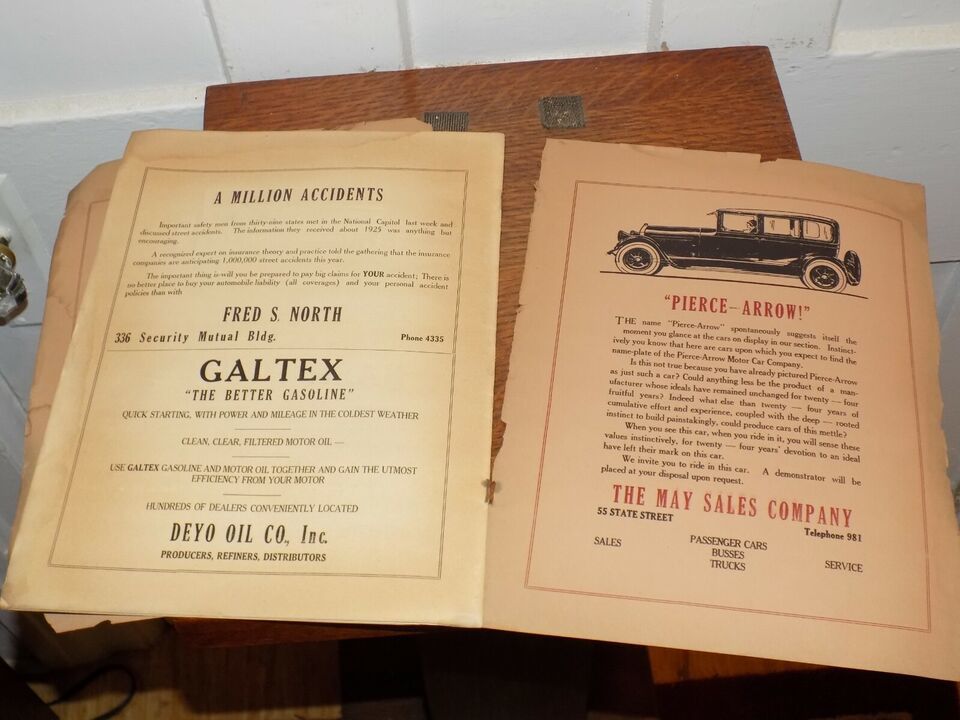 A MILLION ACCIDENTS
Important safety men from thirty-nine states met in the National Capitol last week and
discussed street accidents. The information they received about 1925 was anything but
encouraging.
A recognized expert on insurance theory and practice told the gathering that the insurance
companies are anticipating 1,000,000 street accidents this year.
The important thing is-will you be prepared to pay big claims for YOUR accident; There is
no better place to buy your automobile liability (all coverages) and your personal accident
policies than with
FRED S. NORTH
336 Security Mutual Bldg. Phone 4335
GALTEX
"THE BETTER GASOLINE"
QUICK STARTING, WITH POWER AND MILEAGE IN THE COLDEST WEATHER
CLEAN, CLEAR, FILTERED MOTOR OIL —
USE GALTEX GASOLINE AND MOTOR OIL TOGETHER AND GAIN THE UTMOST
EFFICIENCY FROM YOUR MOTOR
HUNDREDS OF DEALERS CONVENIENTLY LOCATED
DEYO OIL CO., Inc.
PRODUCERS, REFINERS, DISTRIBUTORS
"PIERCE—ARROW!"
THE name "Pierce-Arrow" spontaneously suggests itself the
moment you glance at the cars on display in our section. Instinct-
ively you know that here are cars upon which you expect to find the
name-plate of the Pierce-Arrow Motor Car Company.
Is this not true because you have already pictured Pierce-Arrow
as just such a car? Could anything less be the product of a man-
ufacturer whose ideals have remained unchanged for twenty — four
fruitful years? Indeed what else than twenty — four years of
cumulative effort and experience, coupled with the deep — rooted
instinct to build painstakingly, could produce cars of this mettle?
When you see this car, when you ride in it, you will sense these
values instinctively, for twenty — four years' devotion to an ideal
have left their mark on this car.
We invite you to ride in this car. A demonstrator will be
placed at your disposal upon request.
THE MAY SALES COMPANY
55 STATE STREET Telephone 981
SALES PASSENGER CARS
BUSSES
TRUCKS SERVICE